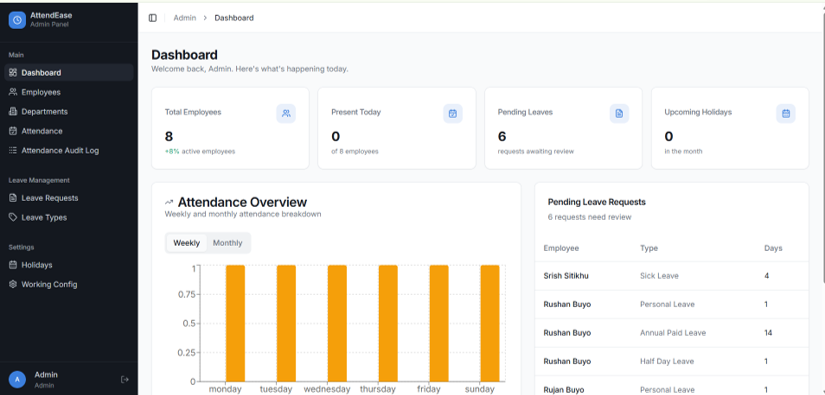 AttendEase
Admin Panel
Main
Dashboard
Employees
Departments
Attendance
Attendance Audit Log
Leave Management
Leave Requests
Leave Types
Settings
Holidays
Working Config
A
Admin
Admin
Admin > Dashboard
Dashboard
Welcome back, Admin. Here's what's happening today.
Total Employees
8
+8% active employees
Present Today
0
of 8 employees
Pending Leaves
6
requests awaiting review
Upcoming Holidays
0
in the month
Attendance Overview
Weekly and monthly attendance breakdown
Weekly Monthly
1
0.75
0.5
0.25
0
monday tuesday wednesday thursday friday sunday
Pending Leave Requests
6 requests need review
Employee Type Days
Srish Sitikhu Sick Leave 4
Rushan Buyo Personal Leave 1
Rushan Buyo Annual Paid Leave 14
Rushan Buyo Half Day Leave 1
Rujan Buyo Personal Leave 1